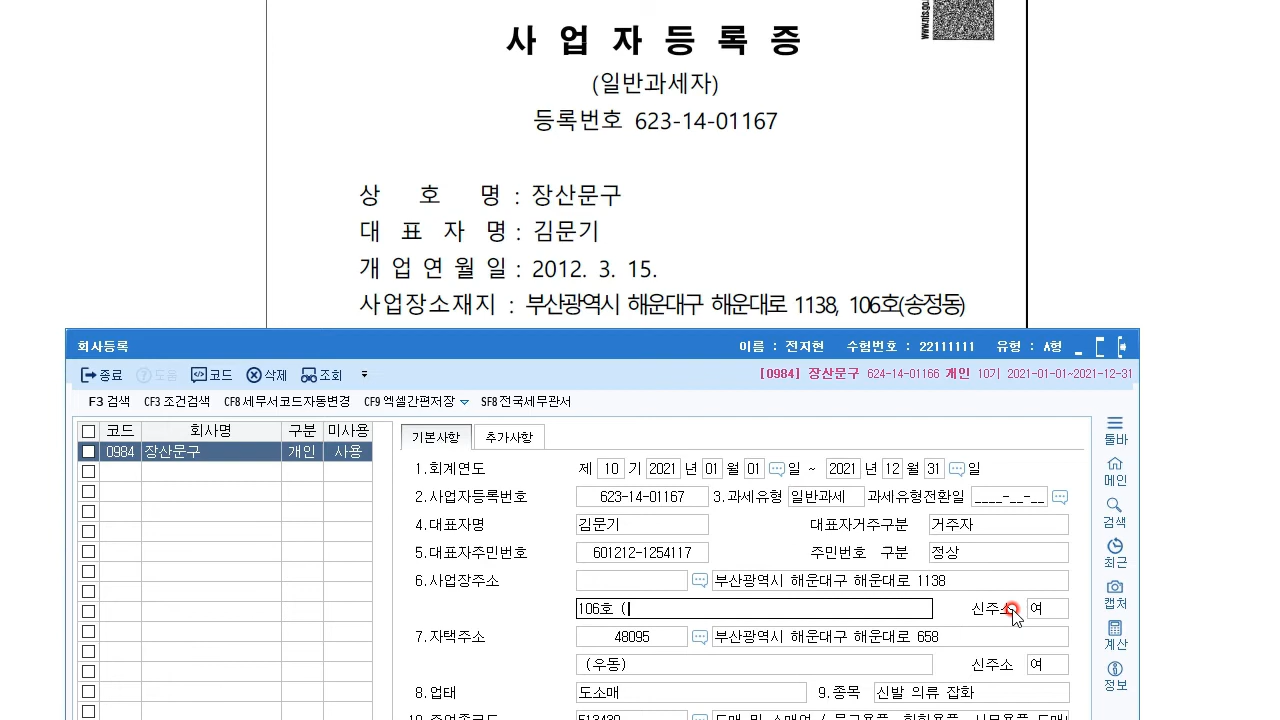 www.nts.go.
사 업 자 등 록 증
(일반과세자)
등록번호 623-14-01167
상 호 명 : 장산문구
대 표 자 명 : 김문기
개 업 연 월 일 : 2012. 3. 15.
사업장소재지 : 부산광역시 해운대구 해운대로 1138, 106호(송정동)
회사등록 이름 : 전지현 수험번호 : 22111111 유형 : A형
종료 도움 코드 삭제 조회 [0984] 장산문구 624-14-01166 개인 10기 2021-01-01~2021-12-31
F3 검색 CF3 조건검색 CF8 세무서코드자동변경 CF9 엑셀간편저장 SF8 전국세무관서
코드 회사명 구분 미사용
0984 장산문구 개인 사용
기본사항 추가사항
1.회계연도 제 10 기 2021 년 01 월 01 일 ~ 2021 년 12 월 31 일
2.사업자등록번호 623-14-01167 3.과세유형 일반과세 과세유형전환일 ____-__-__
4.대표자명 김문기 대표자거주구분 거주자
5.대표자주민번호 601212-1254117 주민번호 구분 정상
6.사업장주소 부산광역시 해운대구 해운대로 1138
106호 ( 신주소 여
7.자택주소 48095 부산광역시 해운대구 해운대로 658
(우동) 신주소 여
8.업태 도소매 9.종목 신발 의류 잡화
툴바
메인
검색
최근
캡처
계산
정보